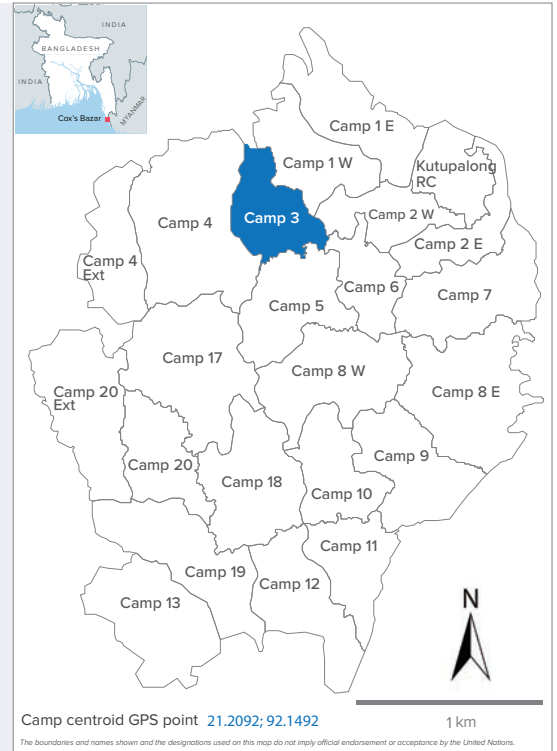 INDIA
BANGLADESH
INDIA
MYANMAR
Cox's Bazar
Camp 1 E
Camp 1 W
Kutupalong
RC
Camp 4
Camp 3
Camp 2 W
Camp 2 E
Camp 4
Ext
Camp 6
Camp 7
Camp 5
Camp 17
Camp 8 W
Camp 20
Ext
Camp 8 E
Camp 20
Camp 9
Camp 18
Camp 10
Camp 11
Camp 19
Camp 12
Camp 13
N
Camp centroid GPS point 21.2092; 92.1492
1 km
The boundaries and names shown and the designations used on this map do not imply official endorsement or acceptance by the United Nations.